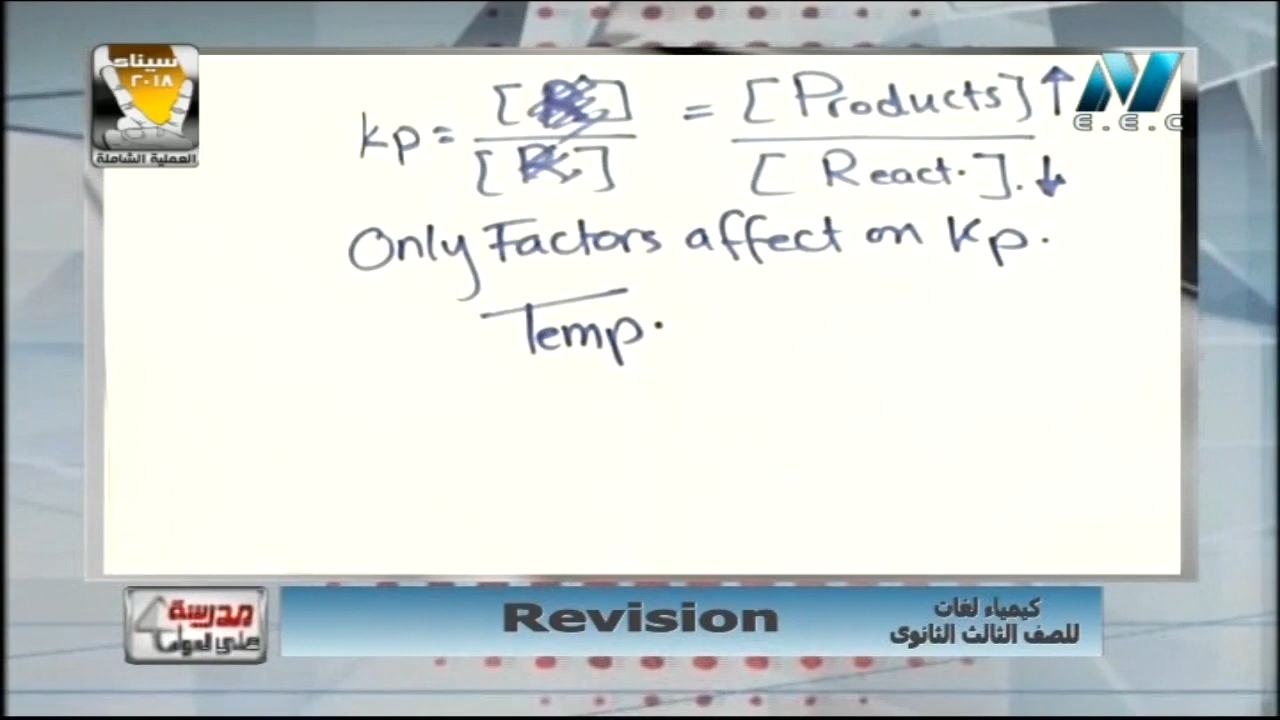 سيناء
٢٠١٨
العملية الشاملة
E.E.C
kp = [ ] / [ ] = [Products] ↑ / [React.]. ↓
Only Factors affect on Kp.
Temp.
مدرسة
على الهواء
Revision
كيمياء لغات
للصف الثالث الثانوى